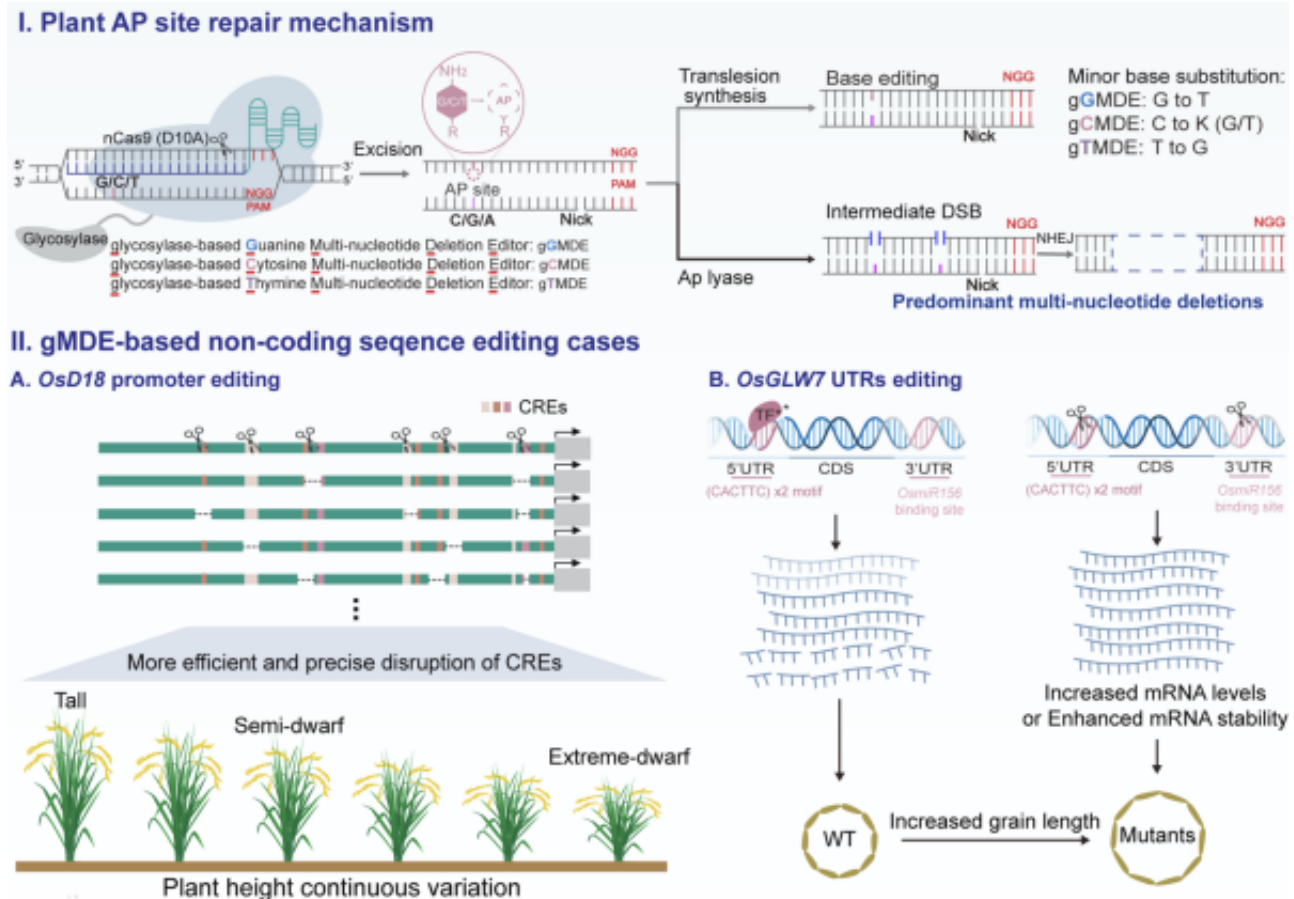 I. Plant AP site repair mechanism
nCas9 (D10A)
5'
3'
G/C/T
NGG
PAM
3'
5'
Glycosylase
Excision
NH₂
G/C/T
AP
R
Y
R
NGG
PAM
AP site
C/G/A
Nick
glycosylase-based Guanine Multi-nucleotide Deletion Editor: gGMDE
glycosylase-based Cytosine Multi-nucleotide Deletion Editor: gCMDE
glycosylase-based Thymine Multi-nucleotide Deletion Editor: gTMDE
Translesion
synthesis
Base editing
NGG
Nick
Minor base substitution:
gGMDE: G to T
gCMDE: C to K (G/T)
gTMDE: T to G
Ap lyase
Intermediate DSB
NGG
Nick
NHEJ
NGG
Predominant multi-nucleotide deletions
II. gMDE-based non-coding seqence editing cases
A. OsD18 promoter editing
CREs
More efficient and precise disruption of CREs
Tall
Semi-dwarf
Extreme-dwarf
Plant height continuous variation
B. OsGLW7 UTRs editing
TE**
5'UTR
CDS
3'UTR
(CACTTC) x2 motif
OsmiR156
binding site
5'UTR
CDS
3'UTR
(CACTTC) x2 motif
OsmiR156
binding site
Increased mRNA levels
or Enhanced mRNA stability
WT
Increased grain length
Mutants